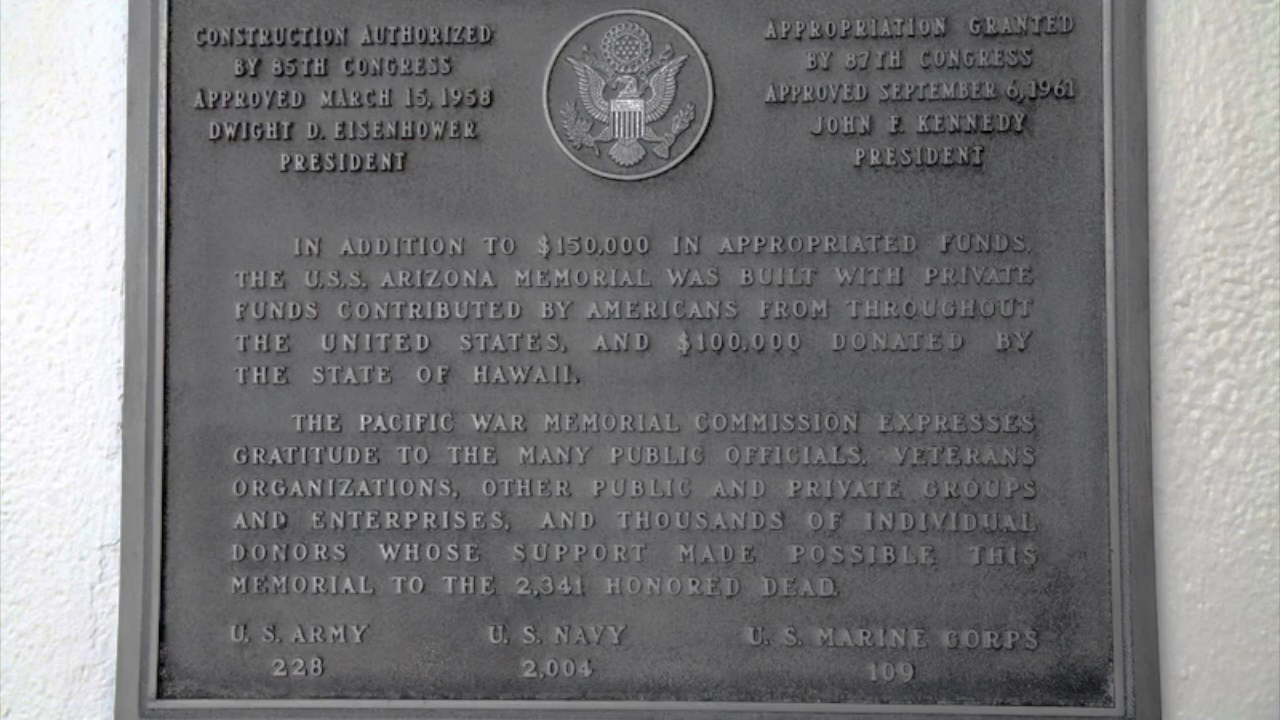 CONSTRUCTION AUTHORIZED
BY 85TH CONGRESS
APPROVED MARCH 15, 1958
DWIGHT D. EISENHOWER
PRESIDENT
APPROPRIATION GRANTED
BY 87TH CONGRESS
APPROVED SEPTEMBER 6, 1961
JOHN F. KENNEDY
PRESIDENT
IN ADDITION TO $150,000 IN APPROPRIATED FUNDS,
THE U.S.S. ARIZONA MEMORIAL WAS BUILT WITH PRIVATE
FUNDS CONTRIBUTED BY AMERICANS FROM THROUGHOUT
THE UNITED STATES, AND $100,000 DONATED BY
THE STATE OF HAWAII.
THE PACIFIC WAR MEMORIAL COMMISSION EXPRESSES
GRATITUDE TO THE MANY PUBLIC OFFICIALS, VETERANS
ORGANIZATIONS, OTHER PUBLIC AND PRIVATE GROUPS
AND ENTERPRISES, AND THOUSANDS OF INDIVIDUAL
DONORS WHOSE SUPPORT MADE POSSIBLE THIS
MEMORIAL TO THE 2,341 HONORED DEAD.
U. S. ARMY U. S. NAVY U. S. MARINE CORPS
228 2,004 109